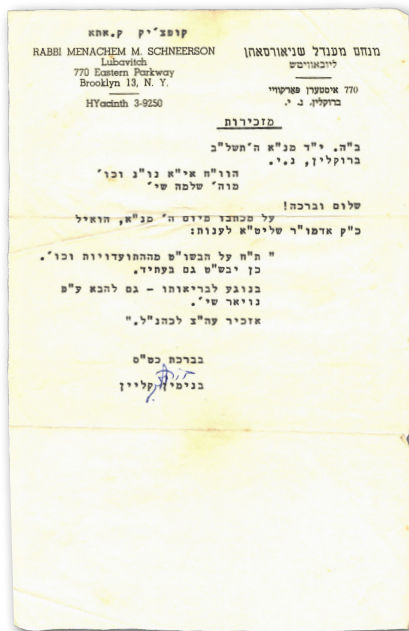 קופצ'יק ק.אתא
RABBI MENACHEM M. SCHNEERSON
Lubavitch
770 Eastern Parkway
Brooklyn 13, N. Y.
HYacinth 3-9250
מנחם מענדל שניאורסאהן
ליובאוויטש
770 איסטערן פארקוויי
ברוקלין, נ. י.
מזכירות
ב"ה. י"ד מנ"א ה'תשל"ב
ברוקלין, נ.י.
הוו"ח אי"א נו"נ וכו'
מוה' שלמה שי'
שלום וברכה!
על מכתבו מיום ה' מנ"א, הואיל
כ"ק אדמו"ר שליט"א לענות:
" ת"ח על הבשו"ט מההתועדויות וכו'.
כן יבש"ט גם בעתיד.
בנוגע לבריאותו - גם להבא ע"פ
נויאר שי'.
אזכיר עה"צ לכהנ"ל."
בברכת כט"ס
בנימין קליין